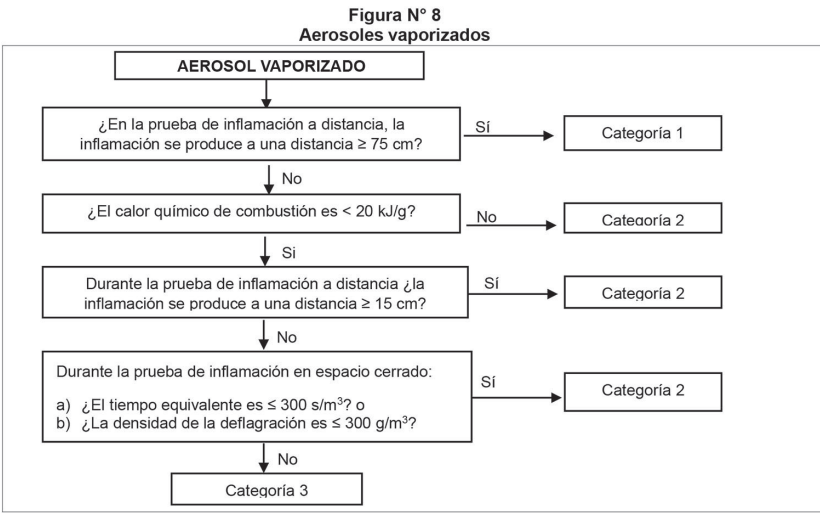 Figura N° 8
Aerosoles vaporizados
AEROSOL VAPORIZADO
¿En la prueba de inflamación a distancia, la
inflamación se produce a una distancia ≥ 75 cm?
Sí
Categoría 1
No
¿El calor químico de combustión es < 20 kJ/g?
No
Categoría 2
Si
Durante la prueba de inflamación a distancia ¿la
inflamación se produce a una distancia ≥ 15 cm?
Sí
Categoría 2
No
Durante la prueba de inflamación en espacio cerrado:
a) ¿El tiempo equivalente es ≤ 300 s/m³? o
b) ¿La densidad de la deflagración es ≤ 300 g/m³?
Sí
Categoría 2
No
Categoría 3